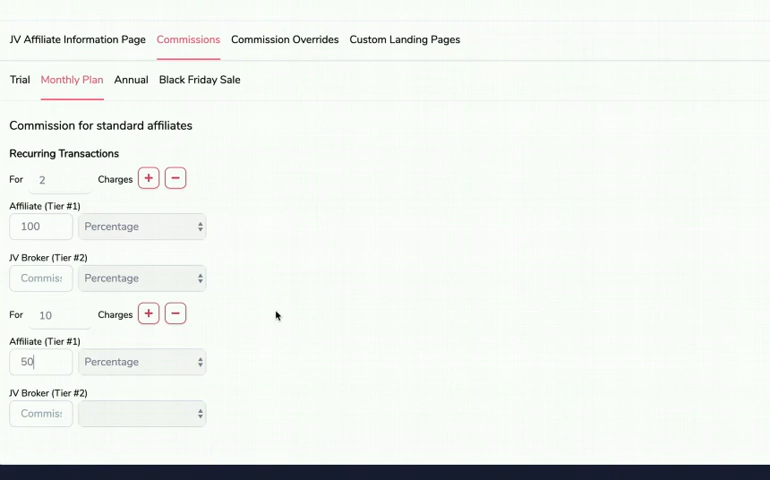 JV Affiliate Information Page Commissions Commission Overrides Custom Landing Pages
Trial Monthly Plan Annual Black Friday Sale
Commission for standard affiliates
Recurring Transactions
For 2 Charges + −
Affiliate (Tier #1)
100 Percentage
JV Broker (Tier #2)
Commis Percentage
For 10 Charges + −
Affiliate (Tier #1)
50 Percentage
JV Broker (Tier #2)
Commis